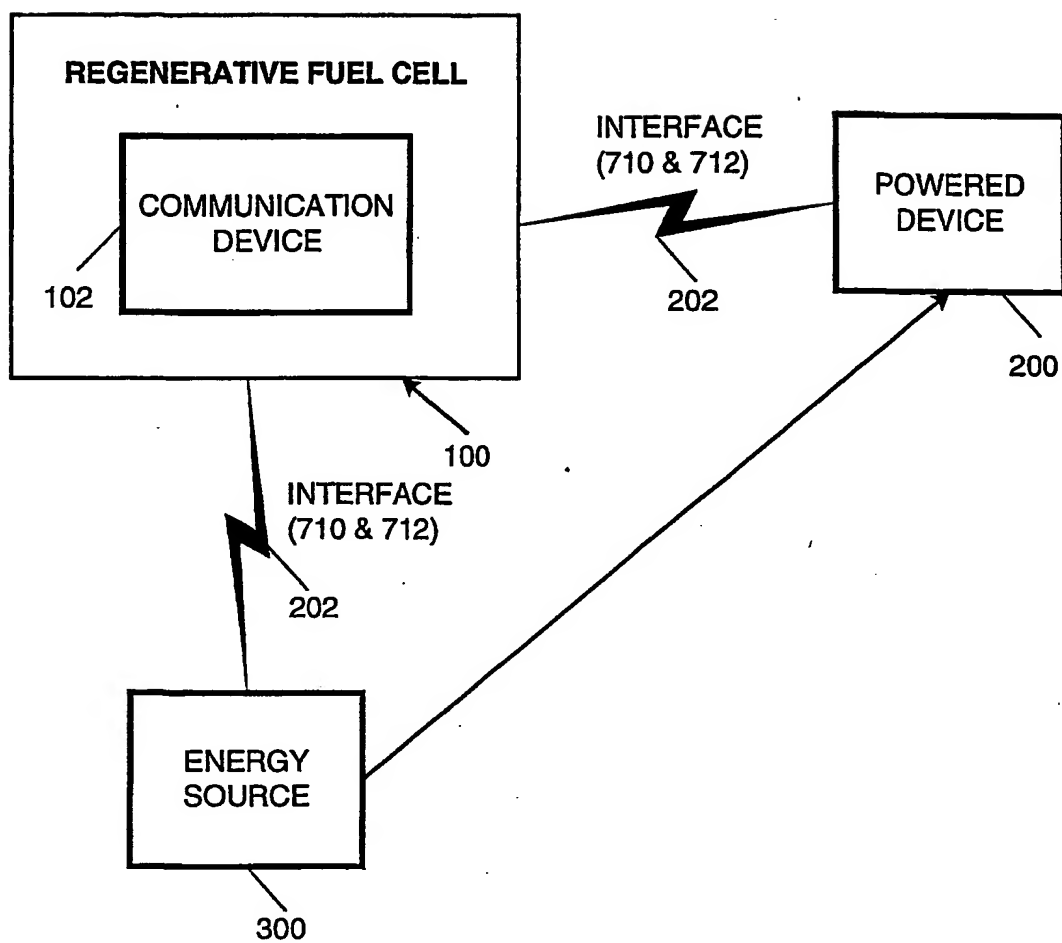 REGENERATIVE FUEL CELL
COMMUNICATION
DEVICE
102
INTERFACE
(710 & 712)
202
POWERED
DEVICE
200
100
INTERFACE
(710 & 712)
202
ENERGY
SOURCE
300